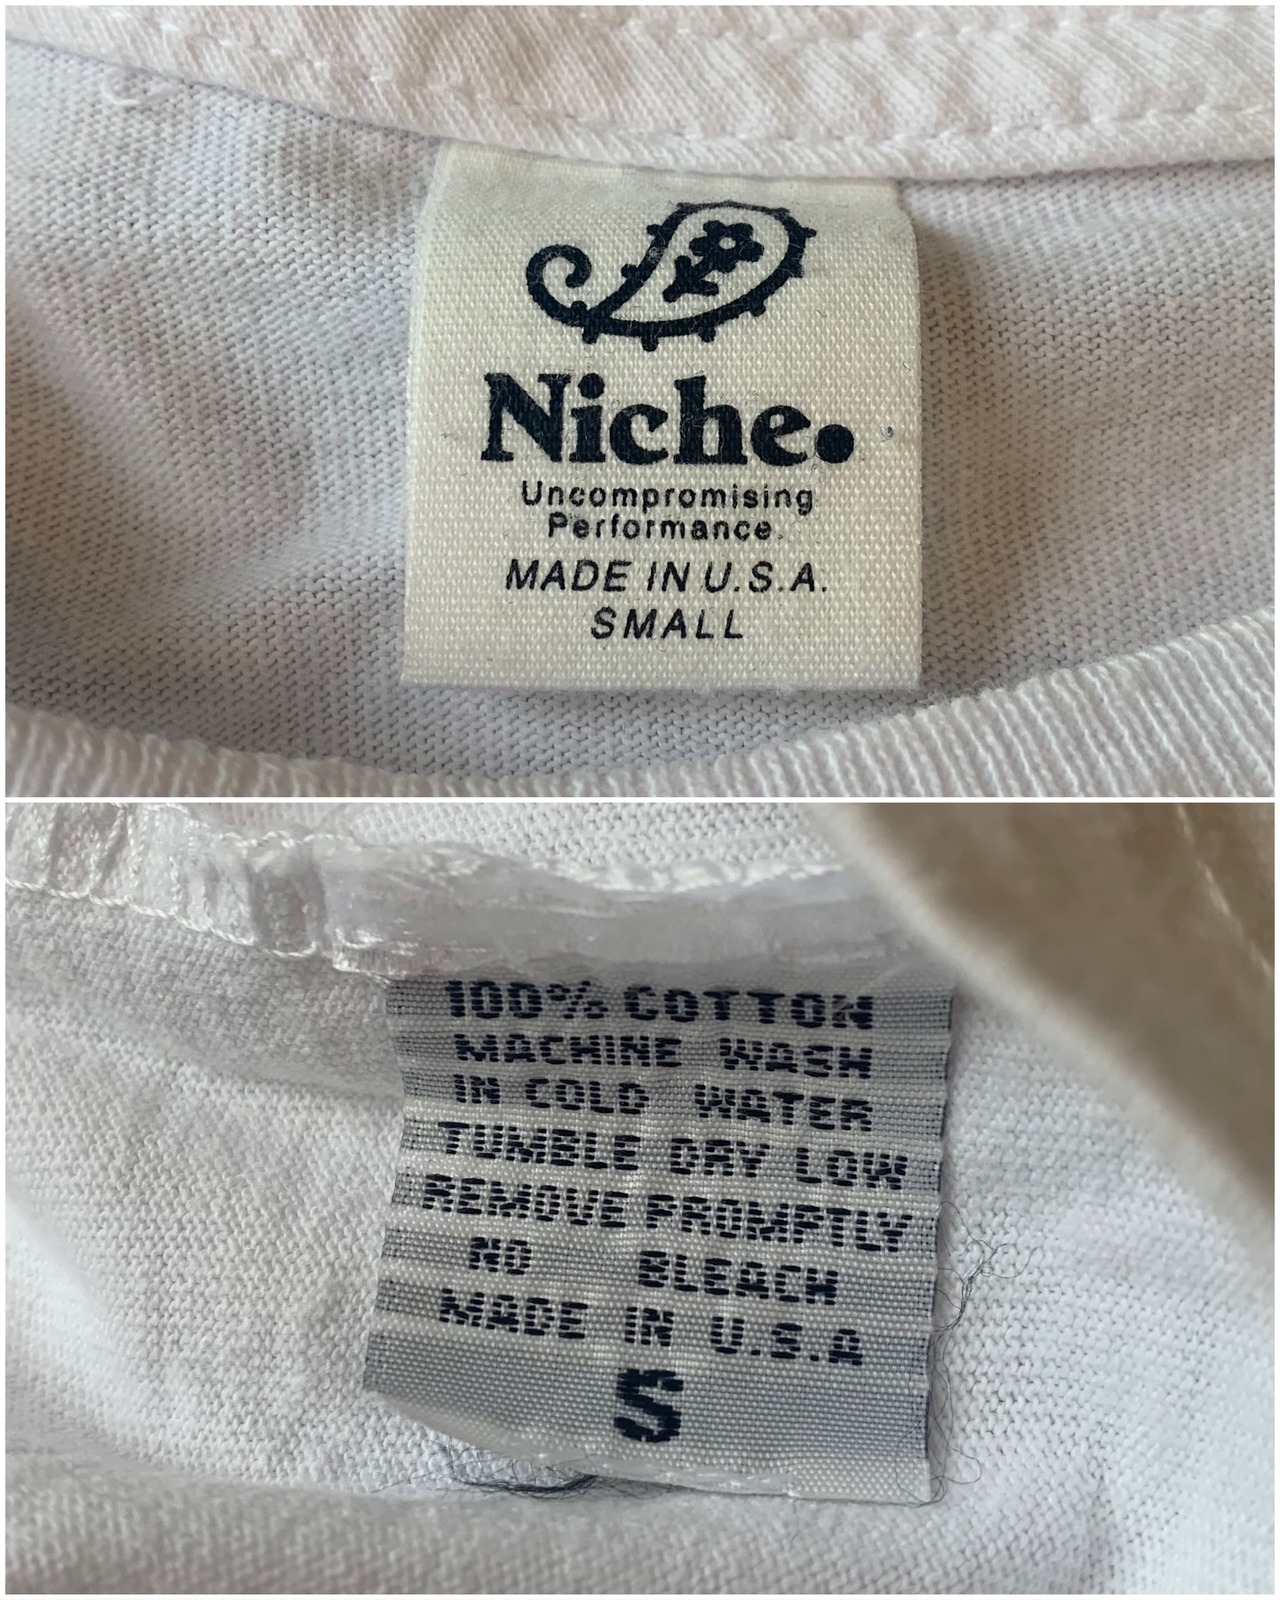 Niche.
Uncompromising
Performance.
MADE IN U.S.A.
SMALL
100% COTTON
MACHINE WASH
IN COLD WATER
TUMBLE DRY LOW
REMOVE PROMPTLY
NO BLEACH
MADE IN U.S.A
S